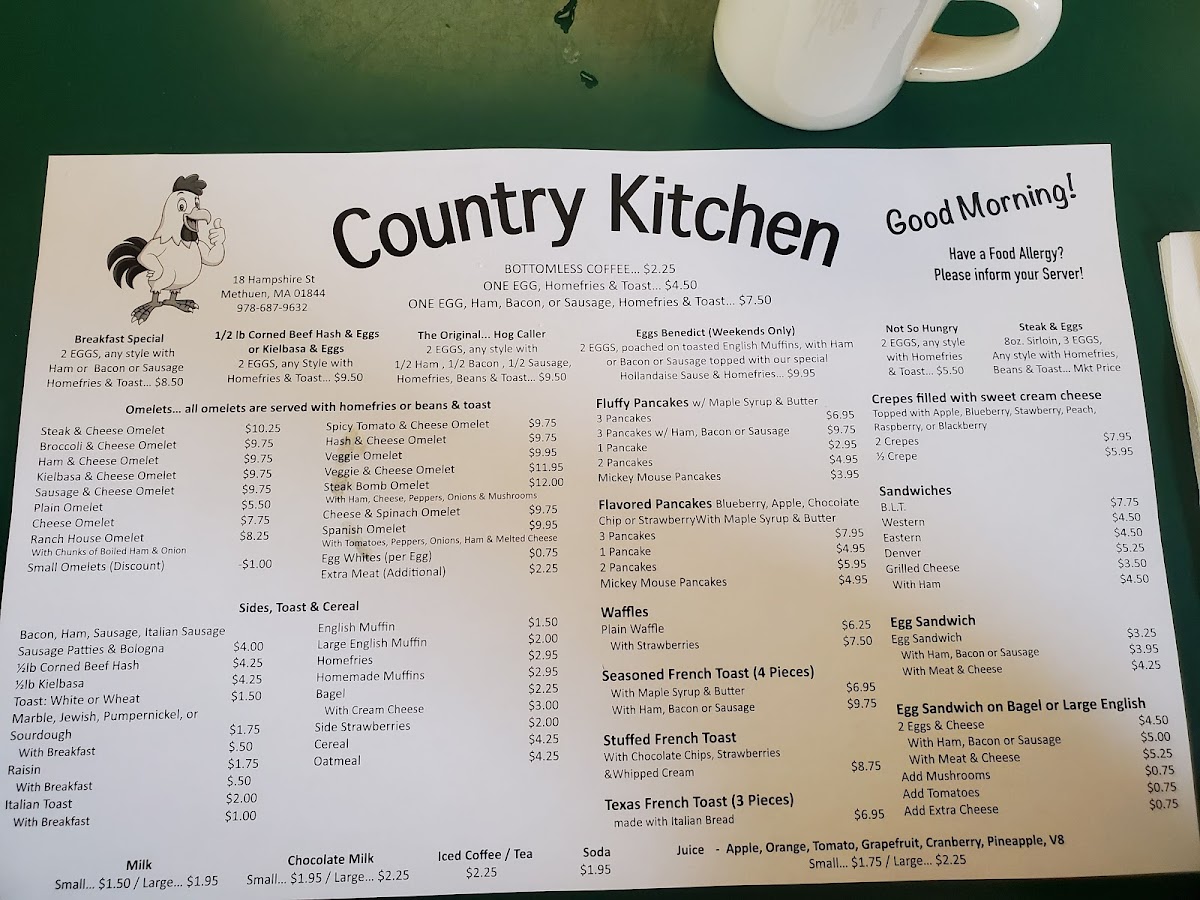 Country Kitchen
Good Morning!
Have a Food Allergy?
Please inform your Server!
18 Hampshire St
Methuen, MA 01844
978-687-9632
BOTTOMLESS COFFEE... $2.25
ONE EGG, Homefries & Toast... $4.50
ONE EGG, Ham, Bacon, or Sausage, Homefries & Toast... $7.50
Breakfast Special
2 EGGS, any style with
Ham or Bacon or Sausage
Homefries & Toast... $8.50
1/2 lb Corned Beef Hash & Eggs
or Kielbasa & Eggs
2 EGGS, any Style with
Homefries & Toast... $9.50
The Original... Hog Caller
2 EGGS, any style with
1/2 Ham , 1/2 Bacon , 1/2 Sausage,
Homefries, Beans & Toast... $9.50
Eggs Benedict (Weekends Only)
2 EGGS, poached on toasted English Muffins, with Ham
or Bacon or Sausage topped with our special
Hollandaise Sause & Homefries... $9.95
Not So Hungry
2 EGGS, any style
with Homefries
& Toast... $5.50
Steak & Eggs
8oz. Sirloin, 3 EGGS,
Any style with Homefries,
Beans & Toast... Mkt Price
Omelets... all omelets are served with homefries or beans & toast
Steak & Cheese Omelet $10.25
Broccoli & Cheese Omelet $9.75
Ham & Cheese Omelet $9.75
Kielbasa & Cheese Omelet $9.75
Sausage & Cheese Omelet $9.75
Plain Omelet $5.50
Cheese Omelet $7.75
Ranch House Omelet $8.25
With Chunks of Boiled Ham & Onion
Small Omelets (Discount) -$1.00
Spicy Tomato & Cheese Omelet $9.75
Hash & Cheese Omelet $9.75
Veggie Omelet $9.95
Veggie & Cheese Omelet $11.95
Steak Bomb Omelet $12.00
With Ham, Cheese, Peppers, Onions & Mushrooms
Cheese & Spinach Omelet $9.75
Spanish Omelet $9.95
With Tomatoes, Peppers, Onions, Ham & Melted Cheese
Egg Whites (per Egg) $0.75
Extra Meat (Additional) $2.25
Sides, Toast & Cereal
Bacon, Ham, Sausage, Italian Sausage
Sausage Patties & Bologna $4.00
½lb Corned Beef Hash $4.25
½lb Kielbasa $4.25
Toast: White or Wheat $1.50
Marble, Jewish, Pumpernickel, or
Sourdough $1.75
With Breakfast $.50
Raisin $1.75
With Breakfast $.50
Italian Toast $2.00
With Breakfast $1.00
English Muffin $1.50
Large English Muffin $2.00
Homefries $2.95
Homemade Muffins $2.95
Bagel $2.25
With Cream Cheese $3.00
Side Strawberries $2.00
Cereal $4.25
Oatmeal $4.25
Fluffy Pancakes w/ Maple Syrup & Butter
3 Pancakes $6.95
3 Pancakes w/ Ham, Bacon or Sausage $9.75
1 Pancake $2.95
2 Pancakes $4.95
Mickey Mouse Pancakes $3.95
Flavored Pancakes Blueberry, Apple, Chocolate
Chip or StrawberryWith Maple Syrup & Butter
3 Pancakes $7.95
1 Pancake $4.95
2 Pancakes $5.95
Mickey Mouse Pancakes $4.95
Waffles
Plain Waffle $6.25
With Strawberries $7.50
Seasoned French Toast (4 Pieces)
With Maple Syrup & Butter $6.95
With Ham, Bacon or Sausage $9.75
Stuffed French Toast
With Chocolate Chips, Strawberries
&Whipped Cream $8.75
Texas French Toast (3 Pieces)
made with Italian Bread $6.95
Crepes filled with sweet cream cheese
Topped with Apple, Blueberry, Stawberry, Peach,
Raspberry, or Blackberry
2 Crepes $7.95
½ Crepe $5.95
Sandwiches
B.L.T. $7.75
Western $4.50
Eastern $4.50
Denver $5.25
Grilled Cheese $3.50
With Ham $4.50
Egg Sandwich
Egg Sandwich $3.25
With Ham, Bacon or Sausage $3.95
With Meat & Cheese $4.25
Egg Sandwich on Bagel or Large English
2 Eggs & Cheese $4.50
With Ham, Bacon or Sausage $5.00
With Meat & Cheese $5.25
Add Mushrooms $0.75
Add Tomatoes $0.75
Add Extra Cheese $0.75
Milk
Small... $1.50 / Large... $1.95
Chocolate Milk
Small... $1.95 / Large... $2.25
Iced Coffee / Tea
$2.25
Soda
$1.95
Juice - Apple, Orange, Tomato, Grapefruit, Cranberry, Pineapple, V8
Small... $1.75 / Large... $2.25